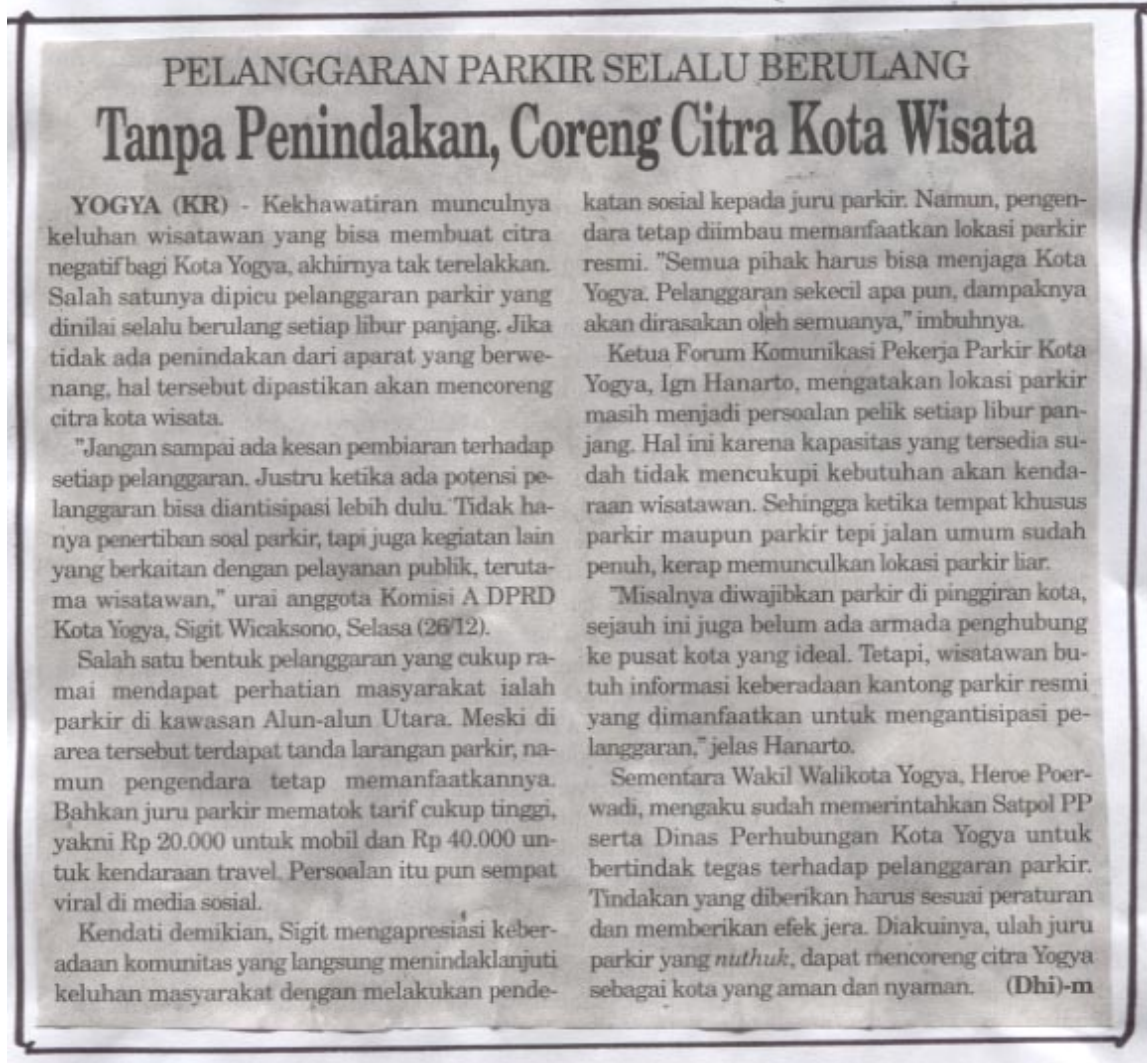 PELANGGARAN PARKIR SELALU BERULANG
Tanpa Penindakan, Coreng Citra Kota Wisata
YOGYA (KR) - Kekhawatiran munculnya
keluhan wisatawan yang bisa membuat citra
negatif bagi Kota Yogya, akhirnya tak terelakkan.
Salah satunya dipicu pelanggaran parkir yang
dinilai selalu berulang setiap libur panjang. Jika
tidak ada penindakan dari aparat yang berwe-
nang, hal tersebut dipastikan akan mencoreng
citra kota wisata.
"Jangan sampai ada kesan pembiaran terhadap
setiap pelanggaran. Justru ketika ada potensi pe-
langgaran bisa diantisipasi lebih dulu. Tidak ha-
nya penertiban soal parkir, tapi juga kegiatan lain
yang berkaitan dengan pelayanan publik, teruta-
ma wisatawan," urai anggota Komisi A DPRD
Kota Yogya, Sigit Wicaksono, Selasa (26/12).
Salah satu bentuk pelanggaran yang cukup ra-
mai mendapat perhatian masyarakat ialah
parkir di kawasan Alun-alun Utara. Meski di
area tersebut terdapat tanda larangan parkir, na-
mun pengendara tetap memanfaatkannya.
Bahkan juru parkir mematok tarif cukup tinggi,
yakni Rp 20.000 untuk mobil dan Rp 40.000 un-
tuk kendaraan travel. Persoalan itu pun sempat
viral di media sosial.
Kendati demikian, Sigit mengapresiasi keber-
adaan komunitas yang langsung menindaklanjuti
keluhan masyarakat dengan melakukan pende-
katan sosial kepada juru parkir. Namun, pengen-
dara tetap diimbau memanfaatkan lokasi parkir
resmi. "Semua pihak harus bisa menjaga Kota
Yogya. Pelanggaran sekecil apa pun, dampaknya
akan dirasakan oleh semuanya," imbuhnya.
Ketua Forum Komunikasi Pekerja Parkir Kota
Yogya, Ign Hanarto, mengatakan lokasi parkir
masih menjadi persoalan pelik setiap libur pan-
jang. Hal ini karena kapasitas yang tersedia su-
dah tidak mencukupi kebutuhan akan kenda-
raan wisatawan. Sehingga ketika tempat khusus
parkir maupun parkir tepi jalan umum sudah
penuh, kerap memunculkan lokasi parkir liar.
"Misalnya diwajibkan parkir di pinggiran kota,
sejauh ini juga belum ada armada penghubung
ke pusat kota yang ideal. Tetapi, wisatawan bu-
tuh informasi keberadaan kantong parkir resmi
yang dimanfaatkan untuk mengantisipasi pe-
langgaran," jelas Hanarto.
Sementara Wakil Walikota Yogya, Heroe Poer-
wadi, mengaku sudah memerintahkan Satpol PP
serta Dinas Perhubungan Kota Yogya untuk
bertindak tegas terhadap pelanggaran parkir.
Tindakan yang diberikan harus sesuai peraturan
dan memberikan efek jera. Diakuinya, ulah juru
parkir yang nuthuk, dapat mencoreng citra Yogya
sebagai kota yang aman dan nyaman. (Dhi)-m